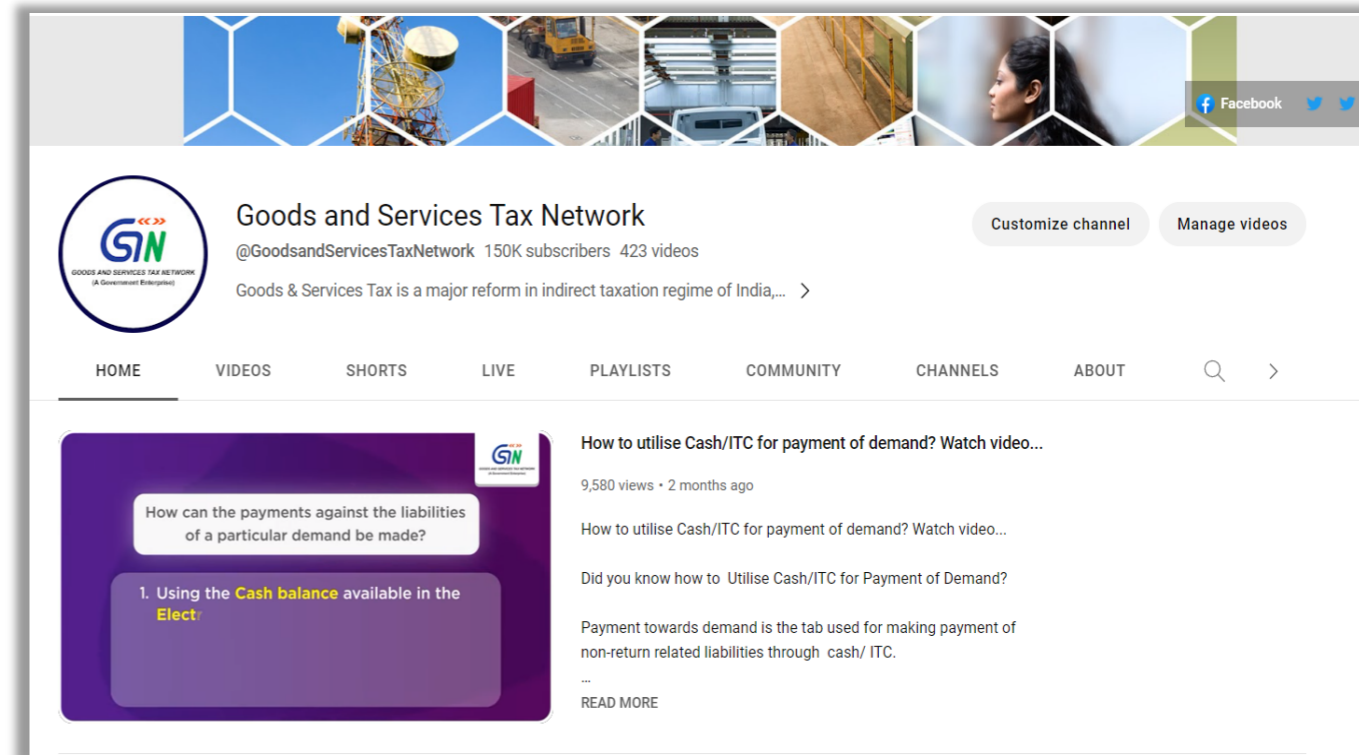 Facebook
GOODS AND SERVICES TAX NETWORK
(A Government Enterprise)
Goods and Services Tax Network
@GoodsandServicesTaxNetwork 150K subscribers 423 videos
Goods & Services Tax is a major reform in indirect taxation regime of India,...
Customize channel
Manage videos
HOME VIDEOS SHORTS LIVE PLAYLISTS COMMUNITY CHANNELS ABOUT
How can the payments against the liabilities
of a particular demand be made?
1. Using the Cash balance available in the
Elect
How to utilise Cash/ITC for payment of demand? Watch video...
9,580 views • 2 months ago
How to utilise Cash/ITC for payment of demand? Watch video...
Did you know how to Utilise Cash/ITC for Payment of Demand?
Payment towards demand is the tab used for making payment of
non-return related liabilities through cash/ ITC.
...
READ MORE